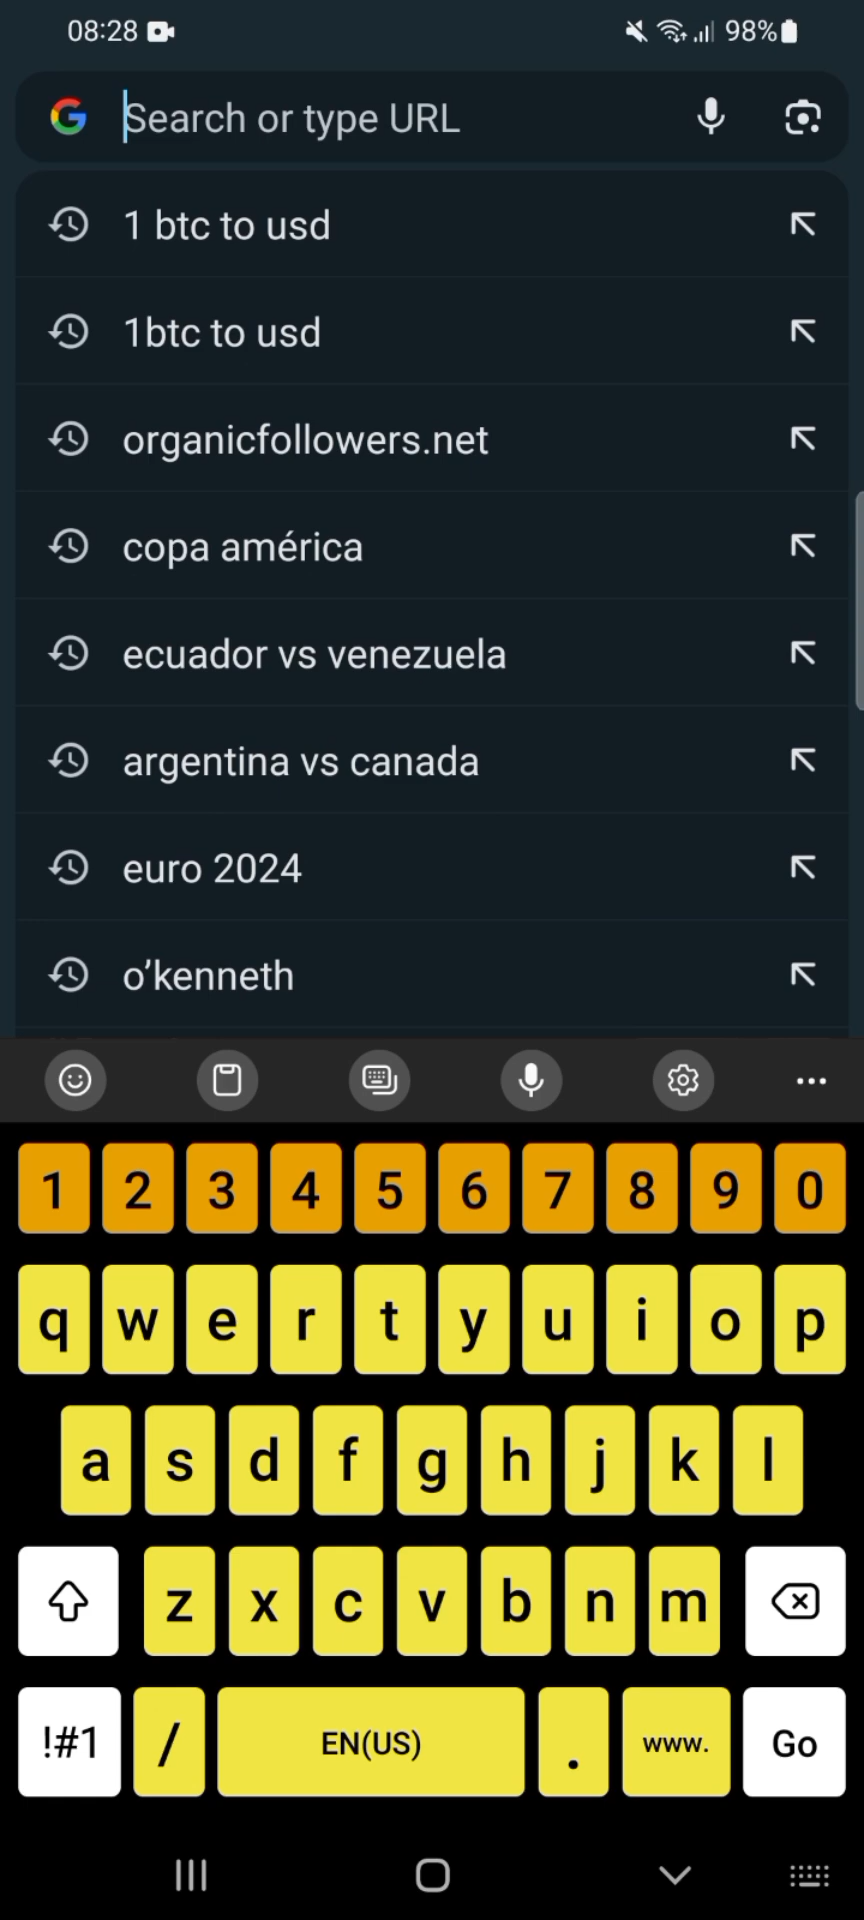 08:28 98%
Search or type URL
1 btc to usd
1btc to usd
organicfollowers.net
copa américa
ecuador vs venezuela
argentina vs canada
euro 2024
o’kenneth
1 2 3 4 5 6 7 8 9 0
q w e r t y u i o p
a s d f g h j k l
z x c v b n m
!#1 / EN(US) . www. Go